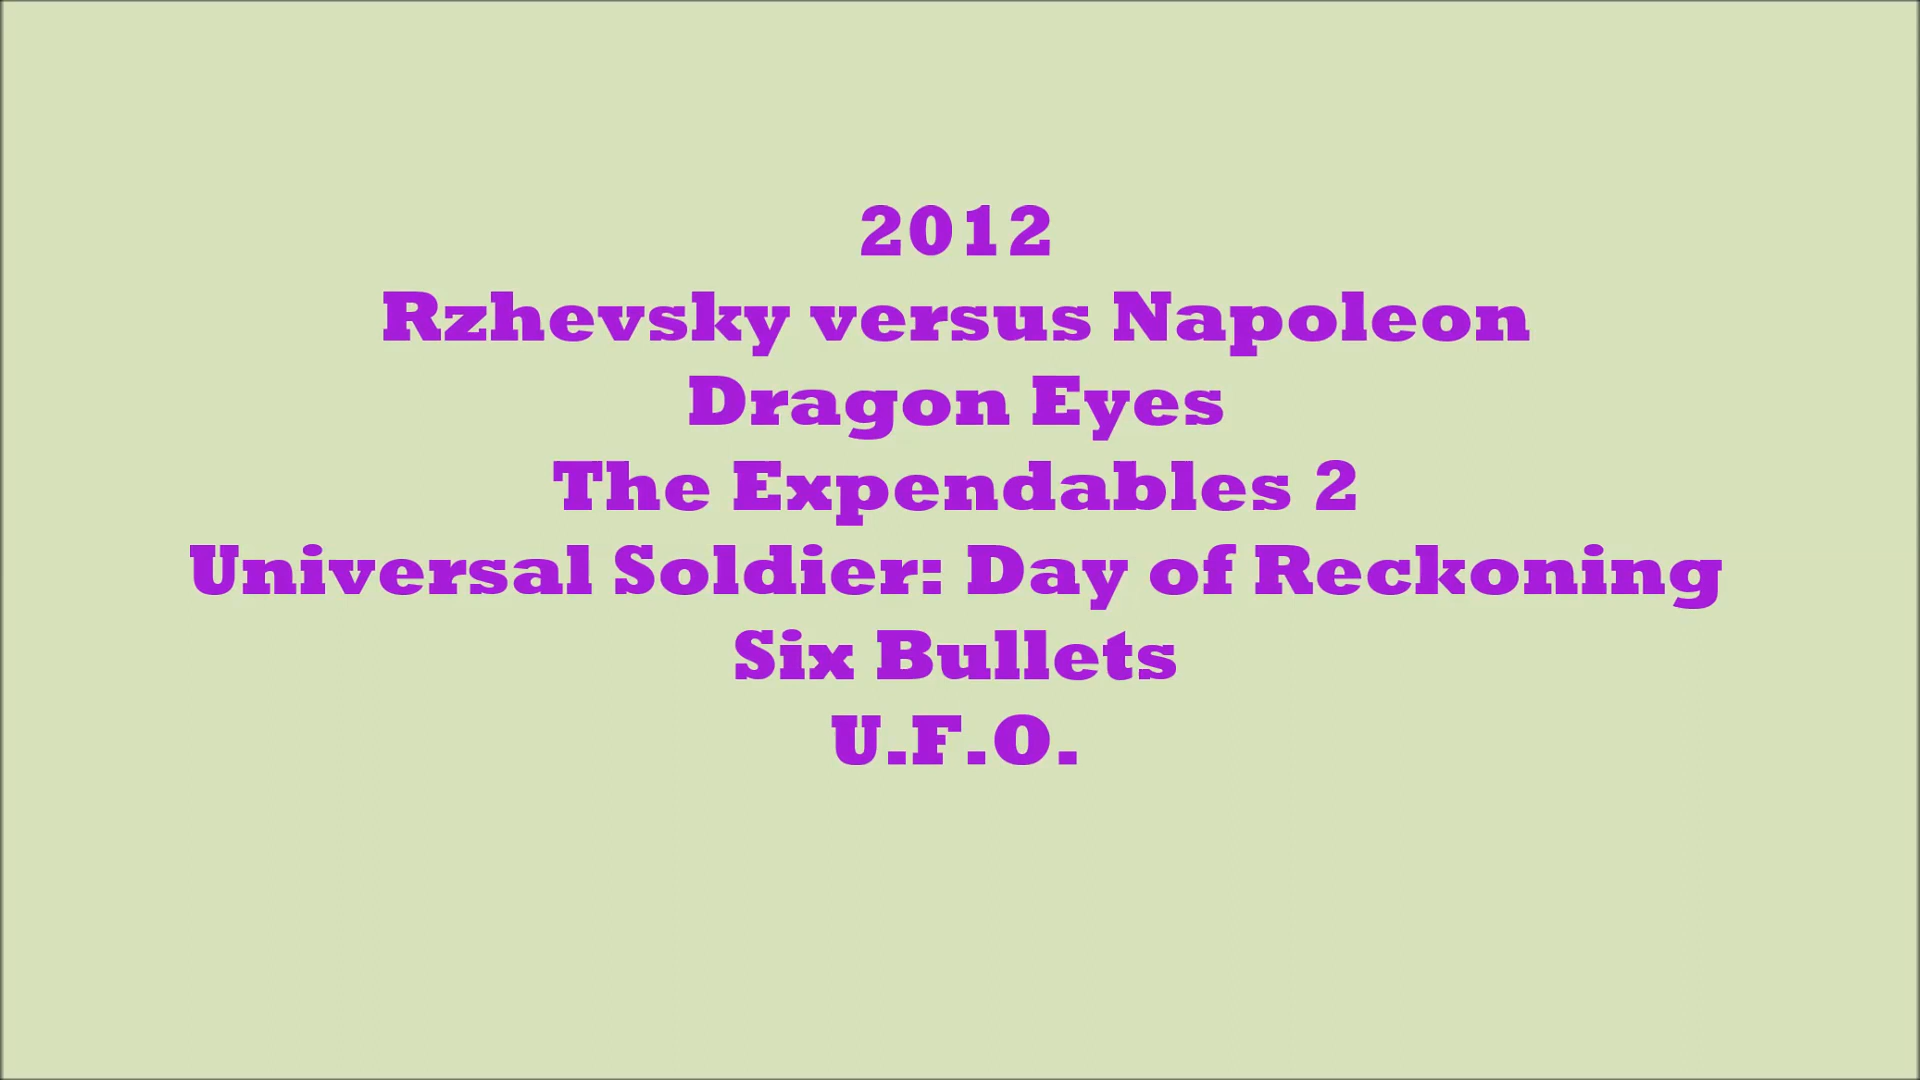 2012
Rzhevsky versus Napoleon
Dragon Eyes
The Expendables 2
Universal Soldier: Day of Reckoning
Six Bullets
U.F.O.